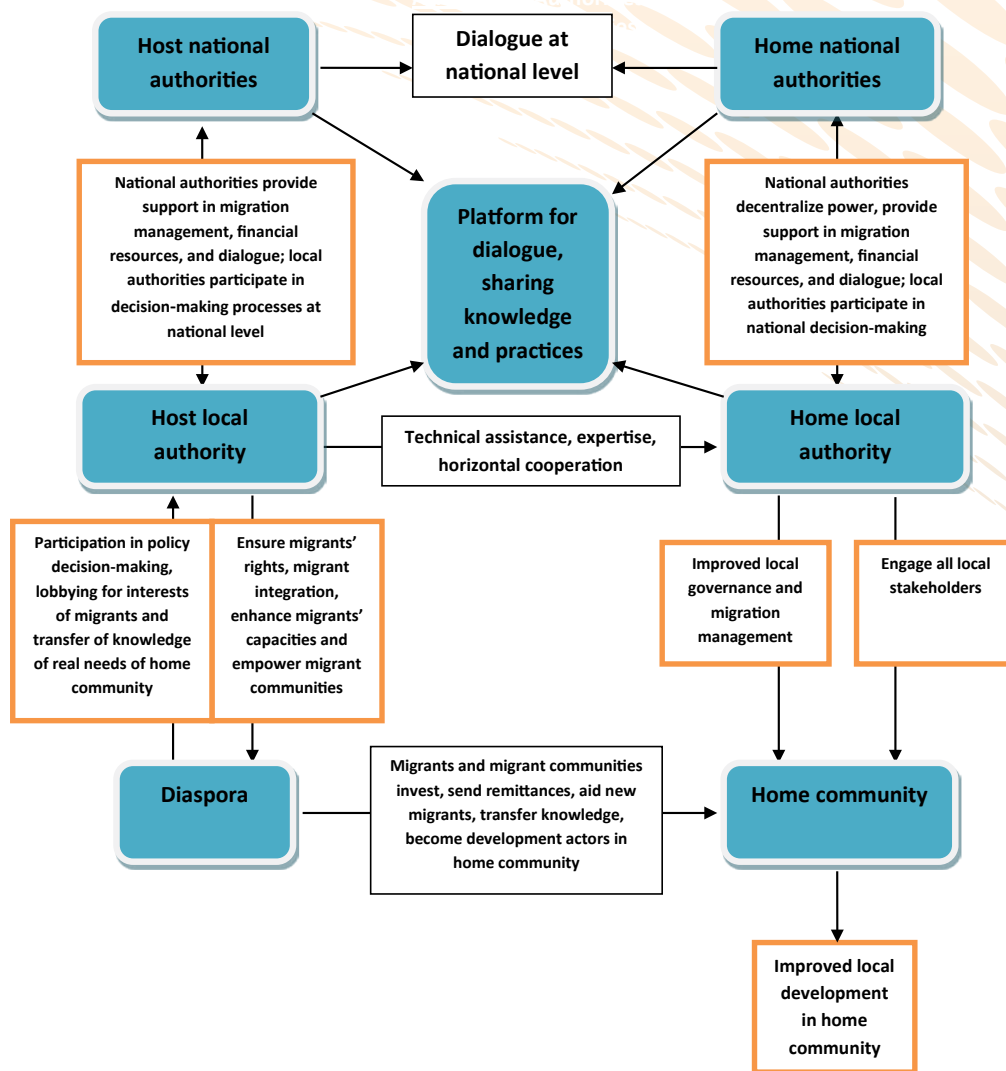 Host national
authorities
Dialogue at
national level
Home national
authorities
National authorities provide
support in migration
management, financial
resources, and dialogue; local
authorities participate in
decision-making processes at
national level
Platform for
dialogue,
sharing
knowledge
and practices
National authorities
decentralize power, provide
support in migration
management, financial
resources, and dialogue; local
authorities participate in
national decision-making
Host local
authority
Technical assistance, expertise,
horizontal cooperation
Home local
authority
Participation in policy
decision-making,
lobbying for interests
of migrants and
transfer of knowledge
of real needs of home
community
Ensure migrants’
rights, migrant
integration,
enhance migrants’
capacities and
empower migrant
communities
Improved local
governance and
migration
management
Engage all local
stakeholders
Diaspora
Migrants and migrant communities
invest, send remittances, aid new
migrants, transfer knowledge,
become development actors in
home community
Home community
Improved local
development
in home
community